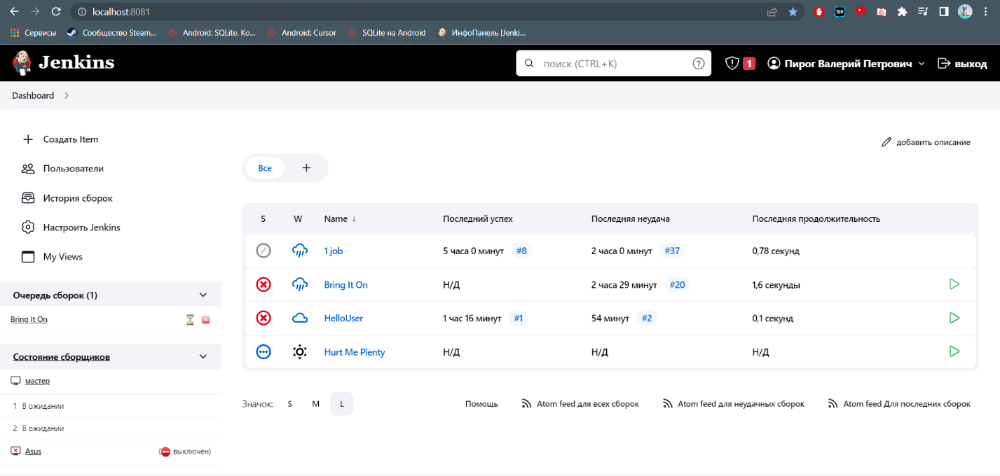 localhost:8081
SIH
Сервисы Сообщество Steam... Android: SQLite. Ко... Android: Cursor SQLite на Android ИнфоПанель [Jenki...
Jenkins
поиск (CTRL+K)
1
Пирог Валерий Петрович
выход
Dashboard
Создать Item
Пользователи
История сборок
Настроить Jenkins
My Views
Очередь сборок (1)
Bring It On
Состояние сборщиков
мастер
1 В ожидании
2 В ожидании
Asus ( выключен)
добавить описание
Все +
S W Name ↓ Последний успех Последняя неудача Последняя продолжительность
1 job 5 часа 0 минут #8 2 часа 0 минут #37 0,78 секунд
Bring It On Н/Д 2 часа 29 минут #20 1,6 секунды
HelloUser 1 час 16 минут #1 54 минут #2 0,1 секунд
Hurt Me Plenty Н/Д Н/Д Н/Д
Значок: S M L Помощь Atom feed для всех сборок Atom feed для неудачных сборок Atom feed Для последних сборок